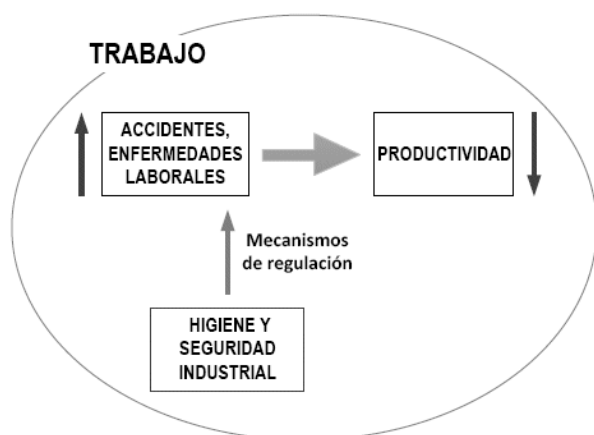 TRABAJO
ACCIDENTES,
ENFERMEDADES
LABORALES
PRODUCTIVIDAD
Mecanismos
de regulación
HIGIENE Y
SEGURIDAD
INDUSTRIAL